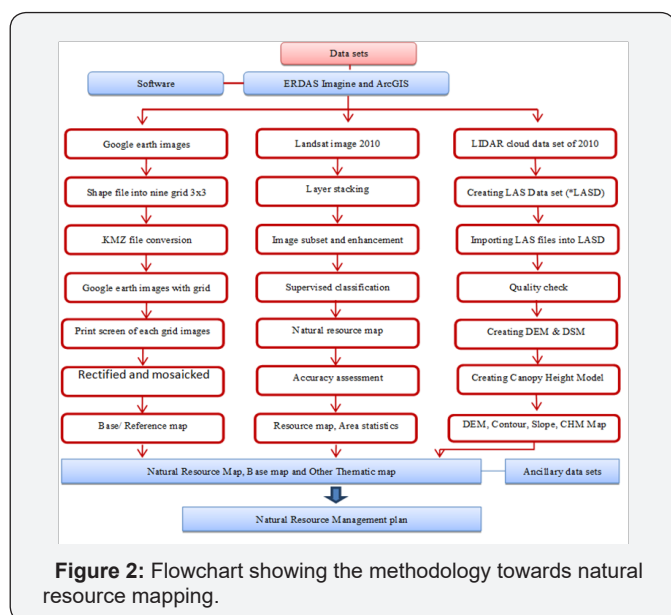 Data sets
Software
ERDAS Imagine and ArcGIS
Google earth images
Landsat image 2010
LIDAR cloud data set of 2010
Shape file into nine grid 3x3
Layer stacking
Creating LAS Data set (*LASD)
.KMZ file conversion
Image subset and enhancement
Importing LAS files into LASD
Google earth images with grid
Supervised classification
Quality check
Print screen of each grid images
Natural resource map
Creating DEM & DSM
Rectified and mosaicked
Accuracy assessment
Creating Canopy Height Model
Base/ Reference map
Resource map, Area statistics
DEM, Contour, Slope, CHM Map
Natural Resource Map, Base map and Other Thematic map
Ancillary data sets
Natural Resource Management plan
Figure 2: Flowchart showing the methodology towards natural
resource mapping.